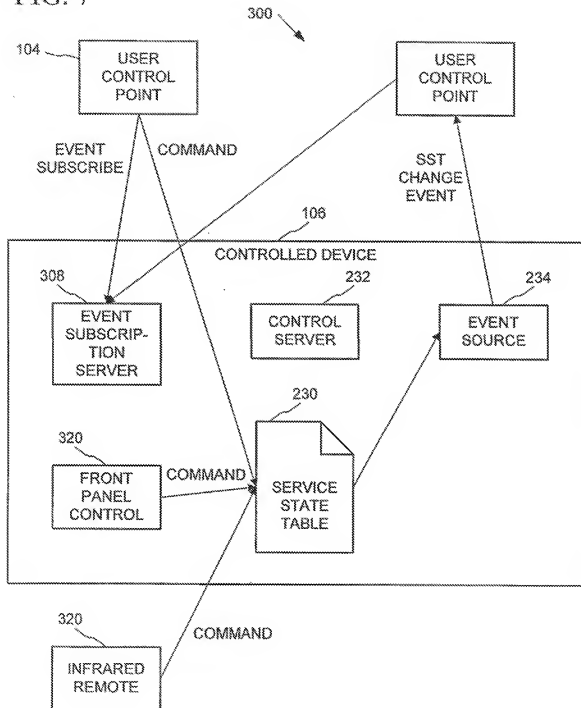 FIG. 7
300
104
USER
CONTROL
POINT
USER
CONTROL
POINT
EVENT
SUBSCRIBE
COMMAND
SST
CHANGE
EVENT
106
CONTROLLED DEVICE
308
EVENT
SUBSCRIP-
TION
SERVER
232
CONTROL
SERVER
234
EVENT
SOURCE
230
SERVICE
STATE
TABLE
320
FRONT
PANEL
CONTROL
COMMAND
320
INFRARED
REMOTE
COMMAND